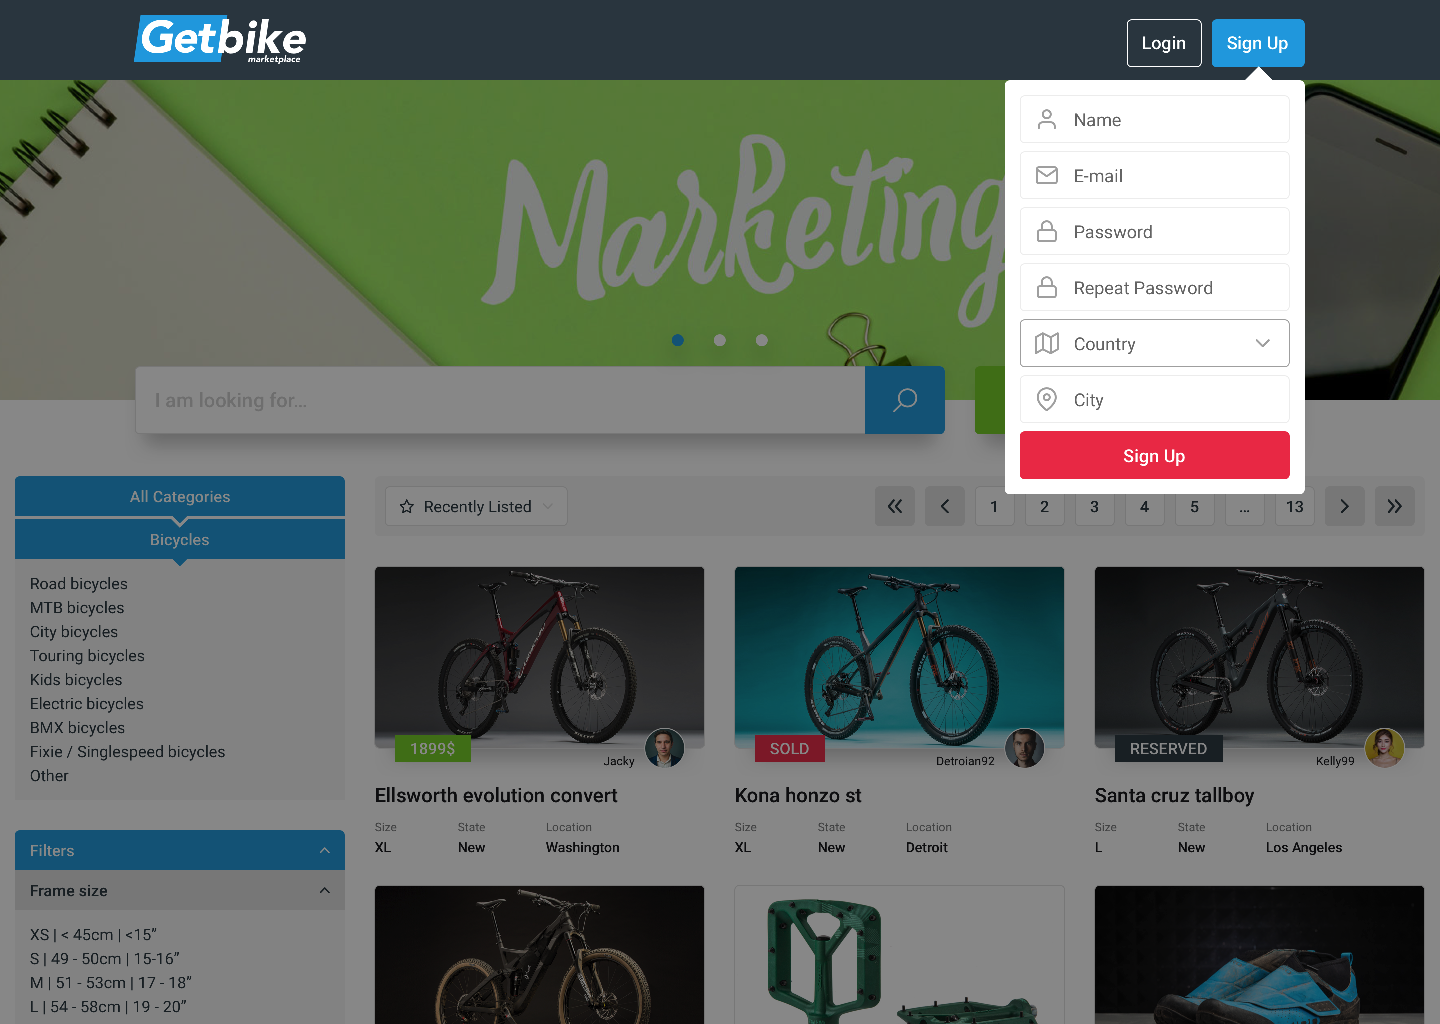 Getbike
marketplace
Login
Sign Up
Name
E-mail
Password
Repeat Password
Country
City
Sign Up
Marketing
I am looking for...
All Categories
Bicycles
Road bicycles
MTB bicycles
City bicycles
Touring bicycles
Kids bicycles
Electric bicycles
BMX bicycles
Fixie / Singlespeed bicycles
Other
Filters
Frame size
XS | < 45cm | <15”
S | 49 - 50cm | 15-16”
M | 51 - 53cm | 17 - 18”
L | 54 - 58cm | 19 - 20”
Recently Listed
1 2 3 4 5 ... 13
1899$
Jacky
Ellsworth evolution convert
Size State Location
XL New Washington
SOLD
Detroian92
Kona honzo st
Size State Location
XL New Detroit
RESERVED
Kelly99
Santa cruz tallboy
Size State Location
L New Los Angeles